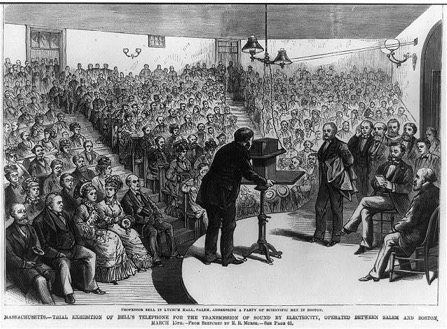 PROFESSOR BELL IN LYCEUM HALL, SALEM, ADDRESSING A PARTY OF SCIENTIFIC MEN IN BOSTON.
MASSACHUSETTS.—TRIAL EXHIBITION OF BELL'S TELEPHONE FOR THE TRANSMISSION OF SOUND BY ELECTRICITY, OPERATED BETWEEN SALEM AND BOSTON,
MARCH 15TH.—FROM SKETCHES BY E. R. MORSE.—SEE PAGE